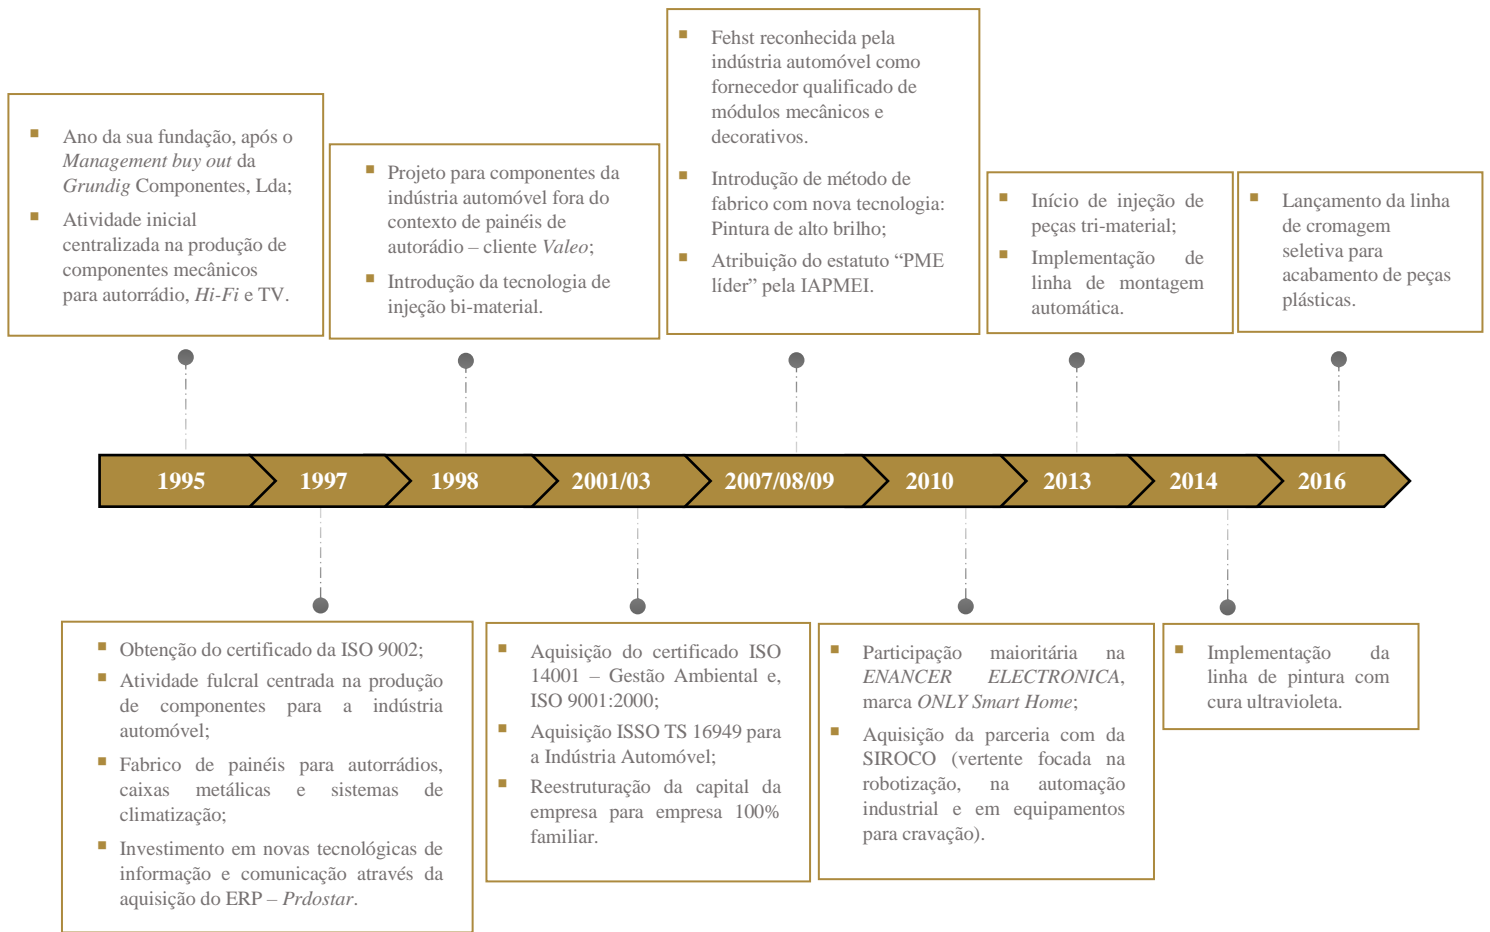 Ano da sua fundação, após o
Management buy out da
Grundig Componentes, Lda;
Atividade inicial
centralizada na produção de
componentes mecânicos
para autorrádio, Hi-Fi e TV.
Projeto para componentes da
indústria automóvel fora do
contexto de painéis de
autorádio – cliente Valeo;
Introdução da tecnologia de
injeção bi-material.
Fehst reconhecida pela
indústria automóvel como
fornecedor qualificado de
módulos mecânicos e
decorativos.
Introdução de método de
fabrico com nova tecnologia:
Pintura de alto brilho;
Atribuição do estatuto “PME
líder” pela IAPMEI.
Início de injeção de
peças tri-material;
Implementação de
linha de montagem
automática.
Lançamento da linha
de cromagem
seletiva para
acabamento de peças
plásticas.
1995
1997
1998
2001/03
2007/08/09
2010
2013
2014
2016
Obtenção do certificado da ISO 9002;
Atividade fulcral centrada na produção
de componentes para a indústria
automóvel;
Fabrico de painéis para autorrádios,
caixas metálicas e sistemas de
climatização;
Investimento em novas tecnológicas de
informação e comunicação através da
aquisição do ERP – Prdostar.
Aquisição do certificado ISO
14001 – Gestão Ambiental e,
ISO 9001:2000;
Aquisição ISSO TS 16949 para
a Indústria Automóvel;
Reestruturação da capital da
empresa para empresa 100%
familiar.
Participação maioritária na
ENANCER ELECTRONICA,
marca ONLY Smart Home;
Aquisição da parceria com da
SIROCO (vertente focada na
robotização, na automação
industrial e em equipamentos
para cravação).
Implementação da
linha de pintura com
cura ultravioleta.